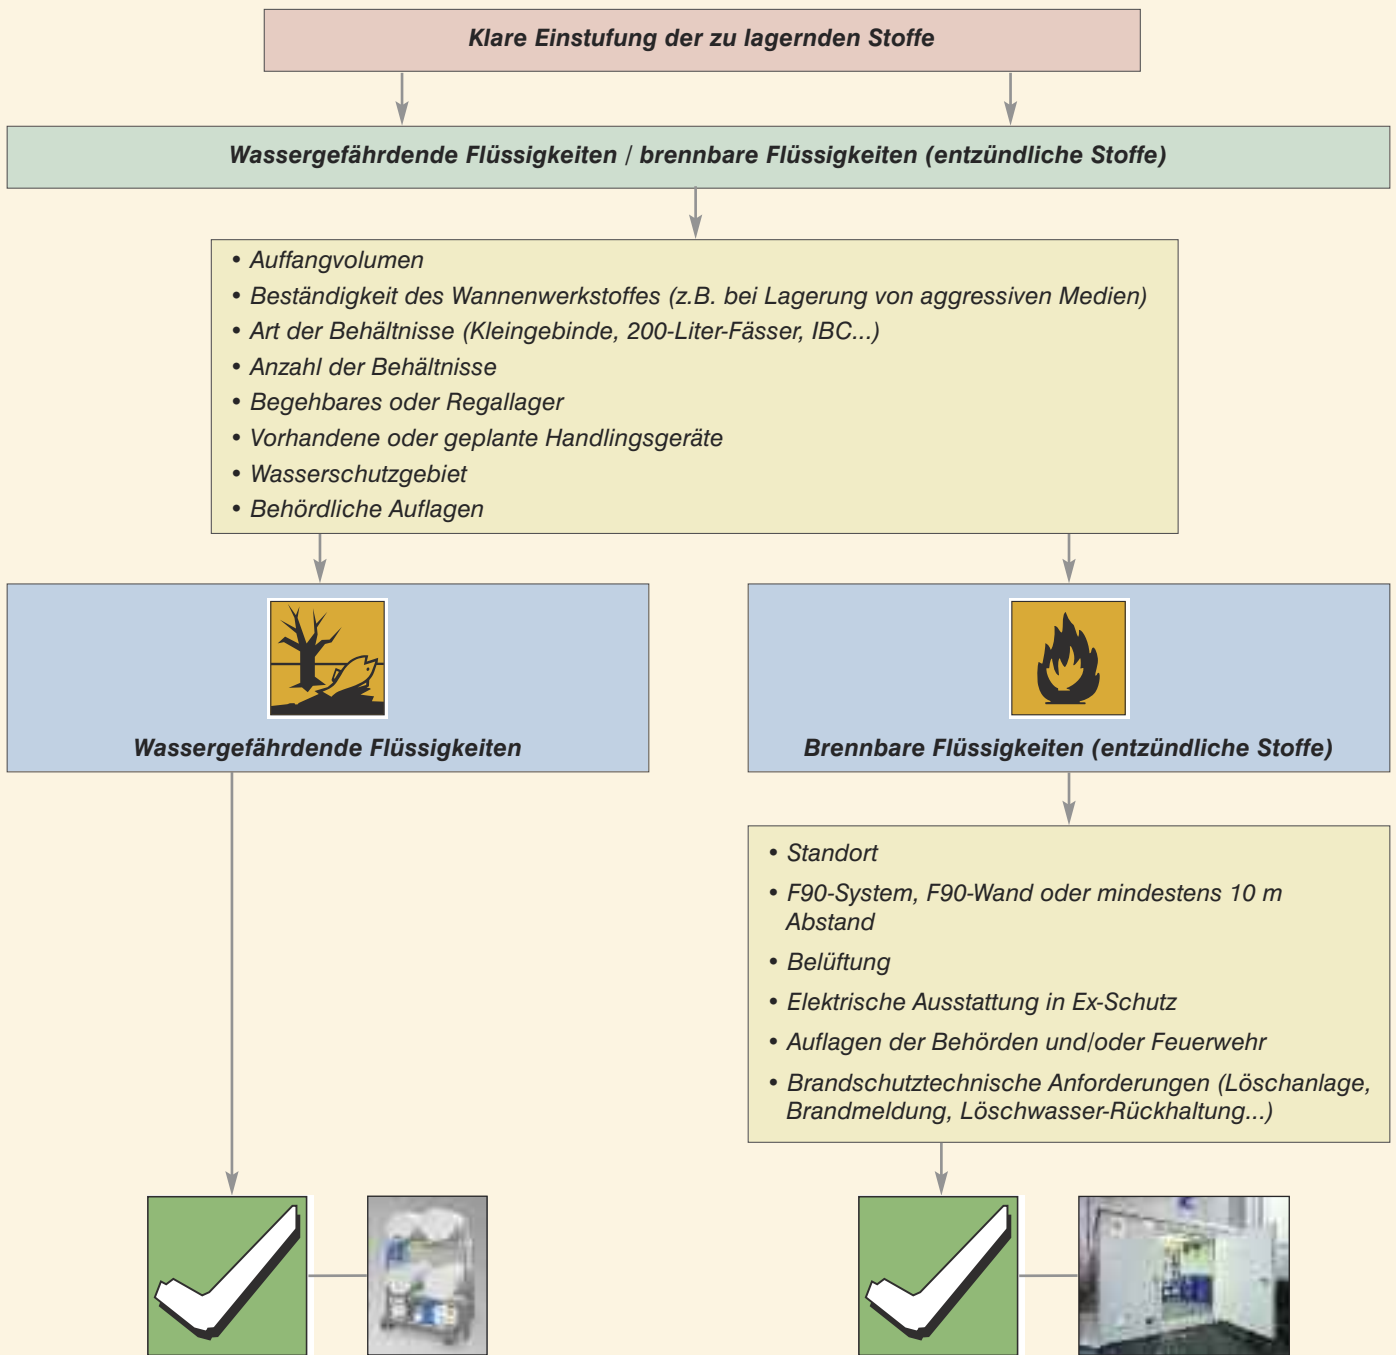 Klare Einstufung der zu lagernden Stoffe
Wassergefährdende Flüssigkeiten / brennbare Flüssigkeiten (entzündliche Stoffe)
• Auffangvolumen
• Beständigkeit des Wannenwerkstoffes (z.B. bei Lagerung von aggressiven Medien)
• Art der Behältnisse (Kleingebinde, 200-Liter-Fässer, IBC...)
• Anzahl der Behältnisse
• Begehbares oder Regallager
• Vorhandene oder geplante Handlingsgeräte
• Wasserschutzgebiet
• Behördliche Auflagen
Wassergefährdende Flüssigkeiten
Brennbare Flüssigkeiten (entzündliche Stoffe)
• Standort
• F90-System, F90-Wand oder mindestens 10 m
Abstand
• Belüftung
• Elektrische Ausstattung in Ex-Schutz
• Auflagen der Behörden und/oder Feuerwehr
• Brandschutztechnische Anforderungen (Löschanlage,
Brandmeldung, Löschwasser-Rückhaltung...)